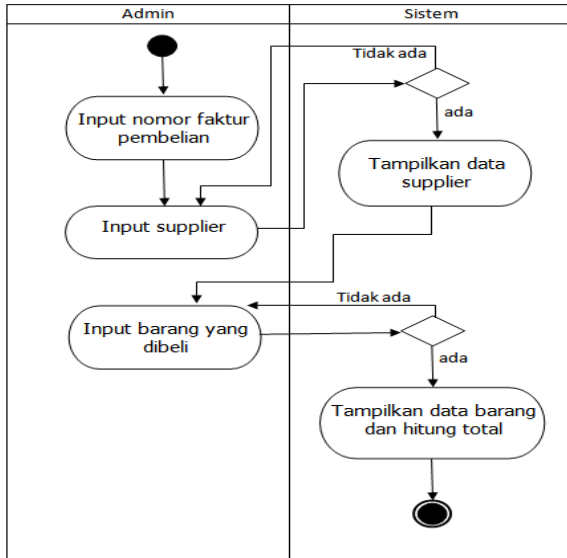 Admin
Sistem
Tidak ada
ada
Input nomor faktur
pembelian
Tampilkan data
supplier
Input supplier
Tidak ada
Input barang yang
dibeli
ada
Tampilkan data barang
dan hitung total